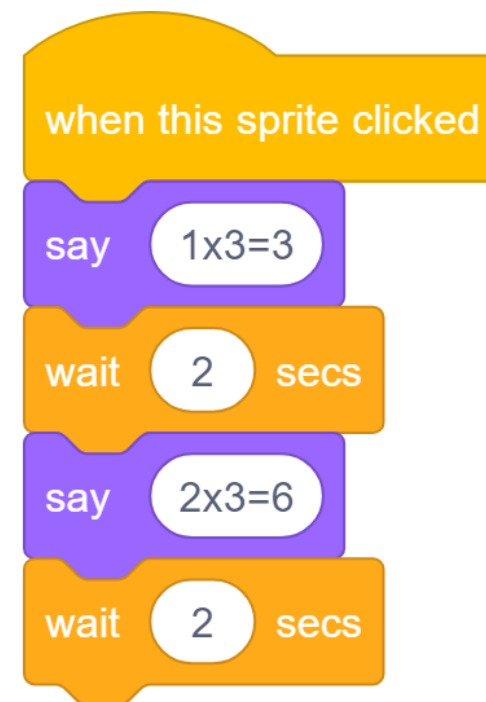 when this sprite clicked
say 1x3=3
wait 2 secs
say 2x3=6
wait 2 secs